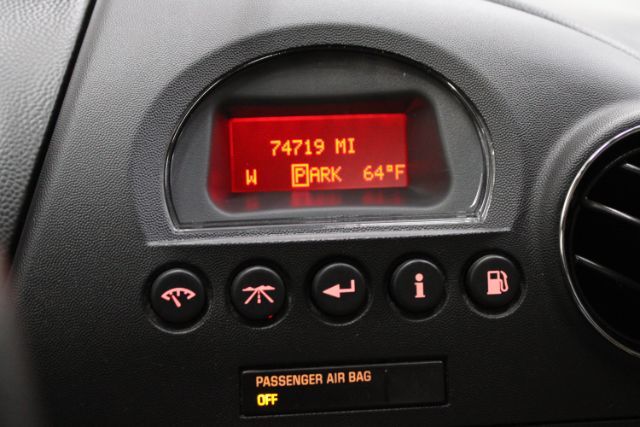 74719 MI
W PARK 64°F
i
PASSENGER AIR BAG
OFF